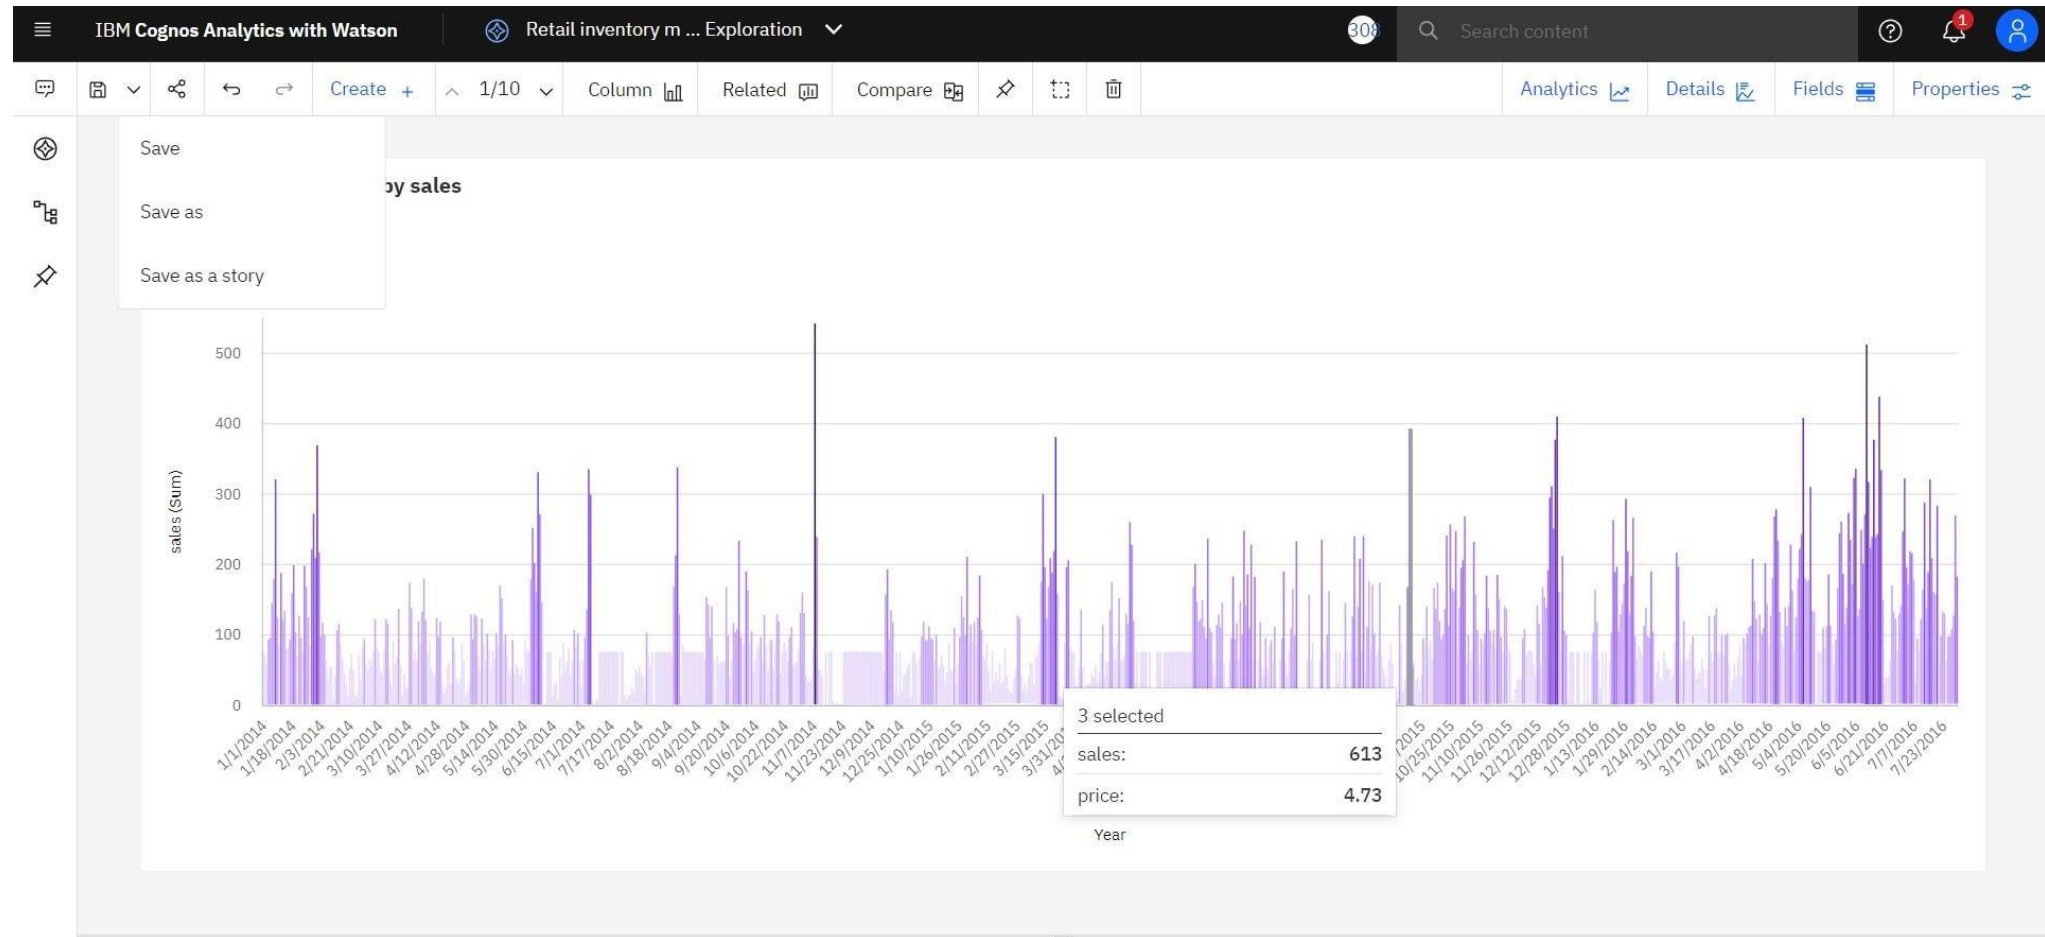 IBM Cognos Analytics with Watson
Retail inventory m ... Exploration
308
Search content
1
Create +
1/10
Column
Related
Compare
Analytics
Details
Fields
Properties
Save
Save as
Save as a story
by sales
sales (Sum)
500
400
300
200
100
0
1/1/2014
1/18/2014
2/3/2014
2/21/2014
3/10/2014
3/27/2014
4/12/2014
4/28/2014
5/14/2014
5/30/2014
6/15/2014
7/1/2014
7/17/2014
8/2/2014
8/18/2014
9/4/2014
9/20/2014
10/6/2014
10/22/2014
11/7/2014
11/23/2014
12/9/2014
12/25/2014
1/10/2015
1/26/2015
2/11/2015
2/27/2015
3/15/2015
10/25/2015
11/10/2015
11/26/2015
12/12/2015
12/28/2015
1/13/2016
1/29/2016
2/14/2016
3/1/2016
3/17/2016
4/2/2016
4/18/2016
5/4/2016
5/20/2016
6/5/2016
6/21/2016
7/7/2016
7/23/2016
3 selected
sales: 613
price: 4.73
Year